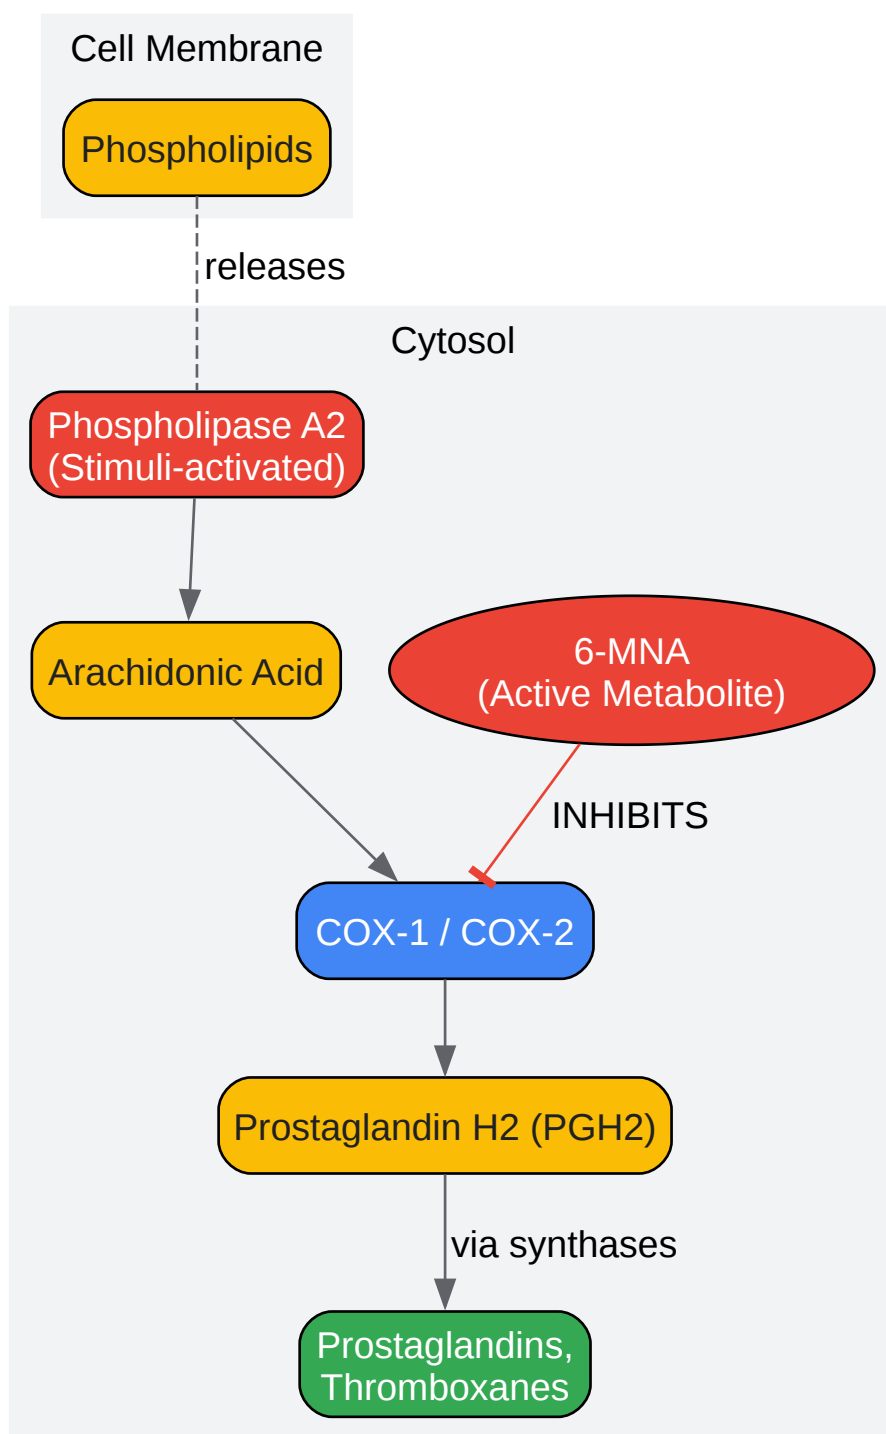 Cell Membrane
Phospholipids
releases
Cytosol
Phospholipase A2
(Stimuli-activated)
Arachidonic Acid
6-MNA
(Active Metabolite)
INHIBITS
COX-1 / COX-2
Prostaglandin H2 (PGH2)
via synthases
Prostaglandins,
Thromboxanes